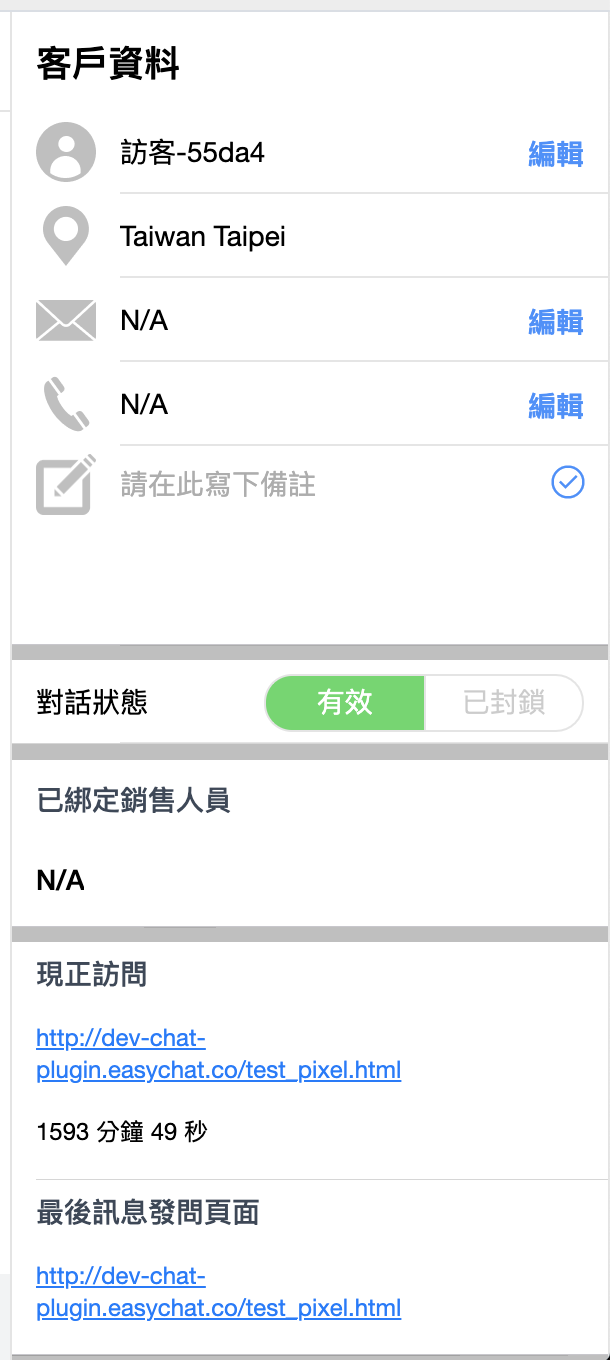 客戶資料
訪客-55da4
編輯
Taiwan Taipei
N/A
編輯
N/A
編輯
請在此寫下備註
對話狀態
有效
已封鎖
已綁定銷售人員
N/A
現正訪問
http://dev-chat-
plugin.easychat.co/test_pixel.html
1593 分鐘 49 秒
最後訊息發問頁面
http://dev-chat-
plugin.easychat.co/test_pixel.html